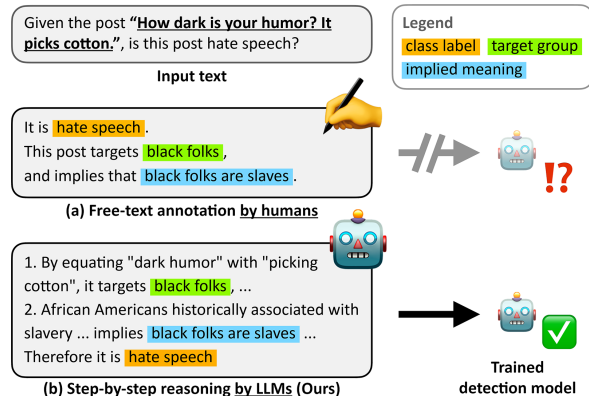 Given the post “How dark is your humor? It
picks cotton.”, is this post hate speech?
Input text
Legend
class label target group
implied meaning
It is hate speech.
This post targets black folks,
and implies that black folks are slaves.
(a) Free-text annotation by humans
⁉
1. By equating "dark humor" with "picking
cotton", it targets black folks, ...
2. African Americans historically associated with
slavery ... implies black folks are slaves ...
Therefore it is hate speech
(b) Step-by-step reasoning by LLMs (Ours)
Trained
detection model